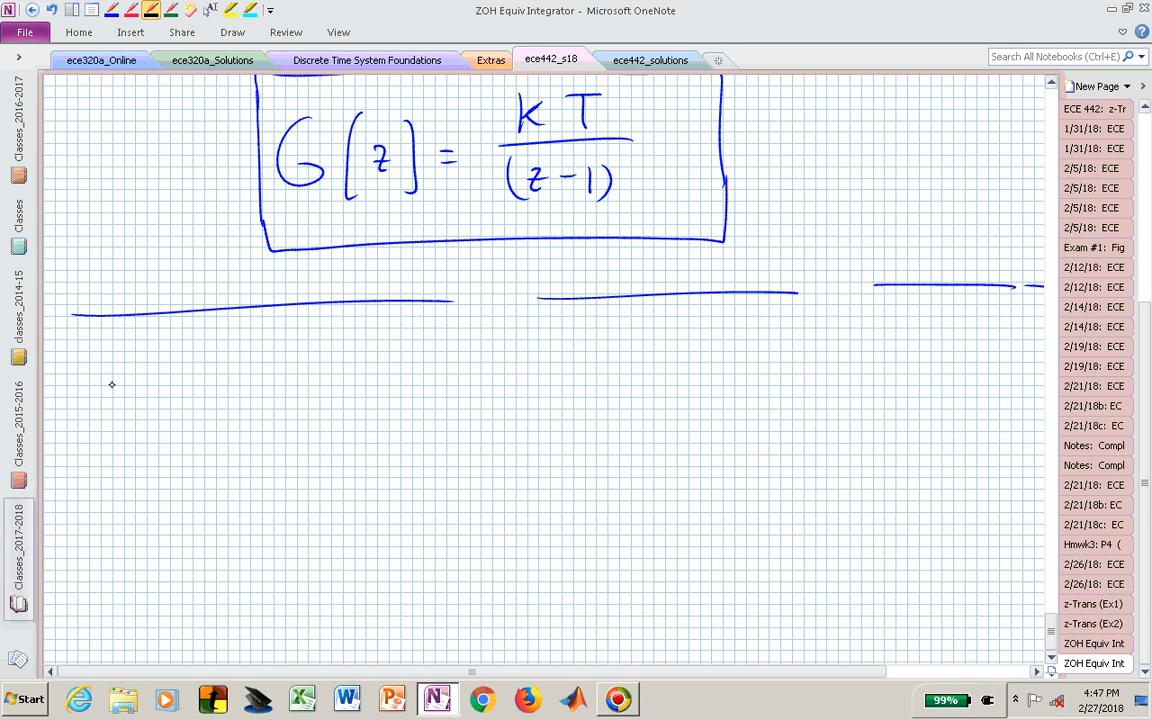 ZOH Equiv Integrator - Microsoft OneNote
File Home Insert Share Draw Review View
ece320a_Online ece320a_Solutions Discrete Time System Foundations Extras ece442_s18 ece442_solutions Search All Notebooks (Ctrl+E)
New Page
Classes_2016-2017
Classes
classes_2014-15
Classes_2015-2016
Classes_2017-2018
K T
G[z] =
(z-1)
ECE 442: z-Tr
1/31/18: ECE
1/31/18: ECE
2/5/18: ECE
2/5/18: ECE
2/5/18: ECE
2/5/18: ECE
Exam #1: Fig
2/12/18: ECE
2/12/18: ECE
2/14/18: ECE
2/14/18: ECE
2/19/18: ECE
2/19/18: ECE
2/21/18: ECE
2/21/18b: EC
2/21/18c: EC
Notes: Compl
Notes: Compl
2/21/18: ECE
2/21/18b: EC
2/21/18c: EC
Hmwk3: P4 (
2/26/18: ECE
2/26/18: ECE
z-Trans (Ex1)
z-Trans (Ex2)
ZOH Equiv Int
ZOH Equiv Int
Start
99%
4:47 PM
2/27/2018